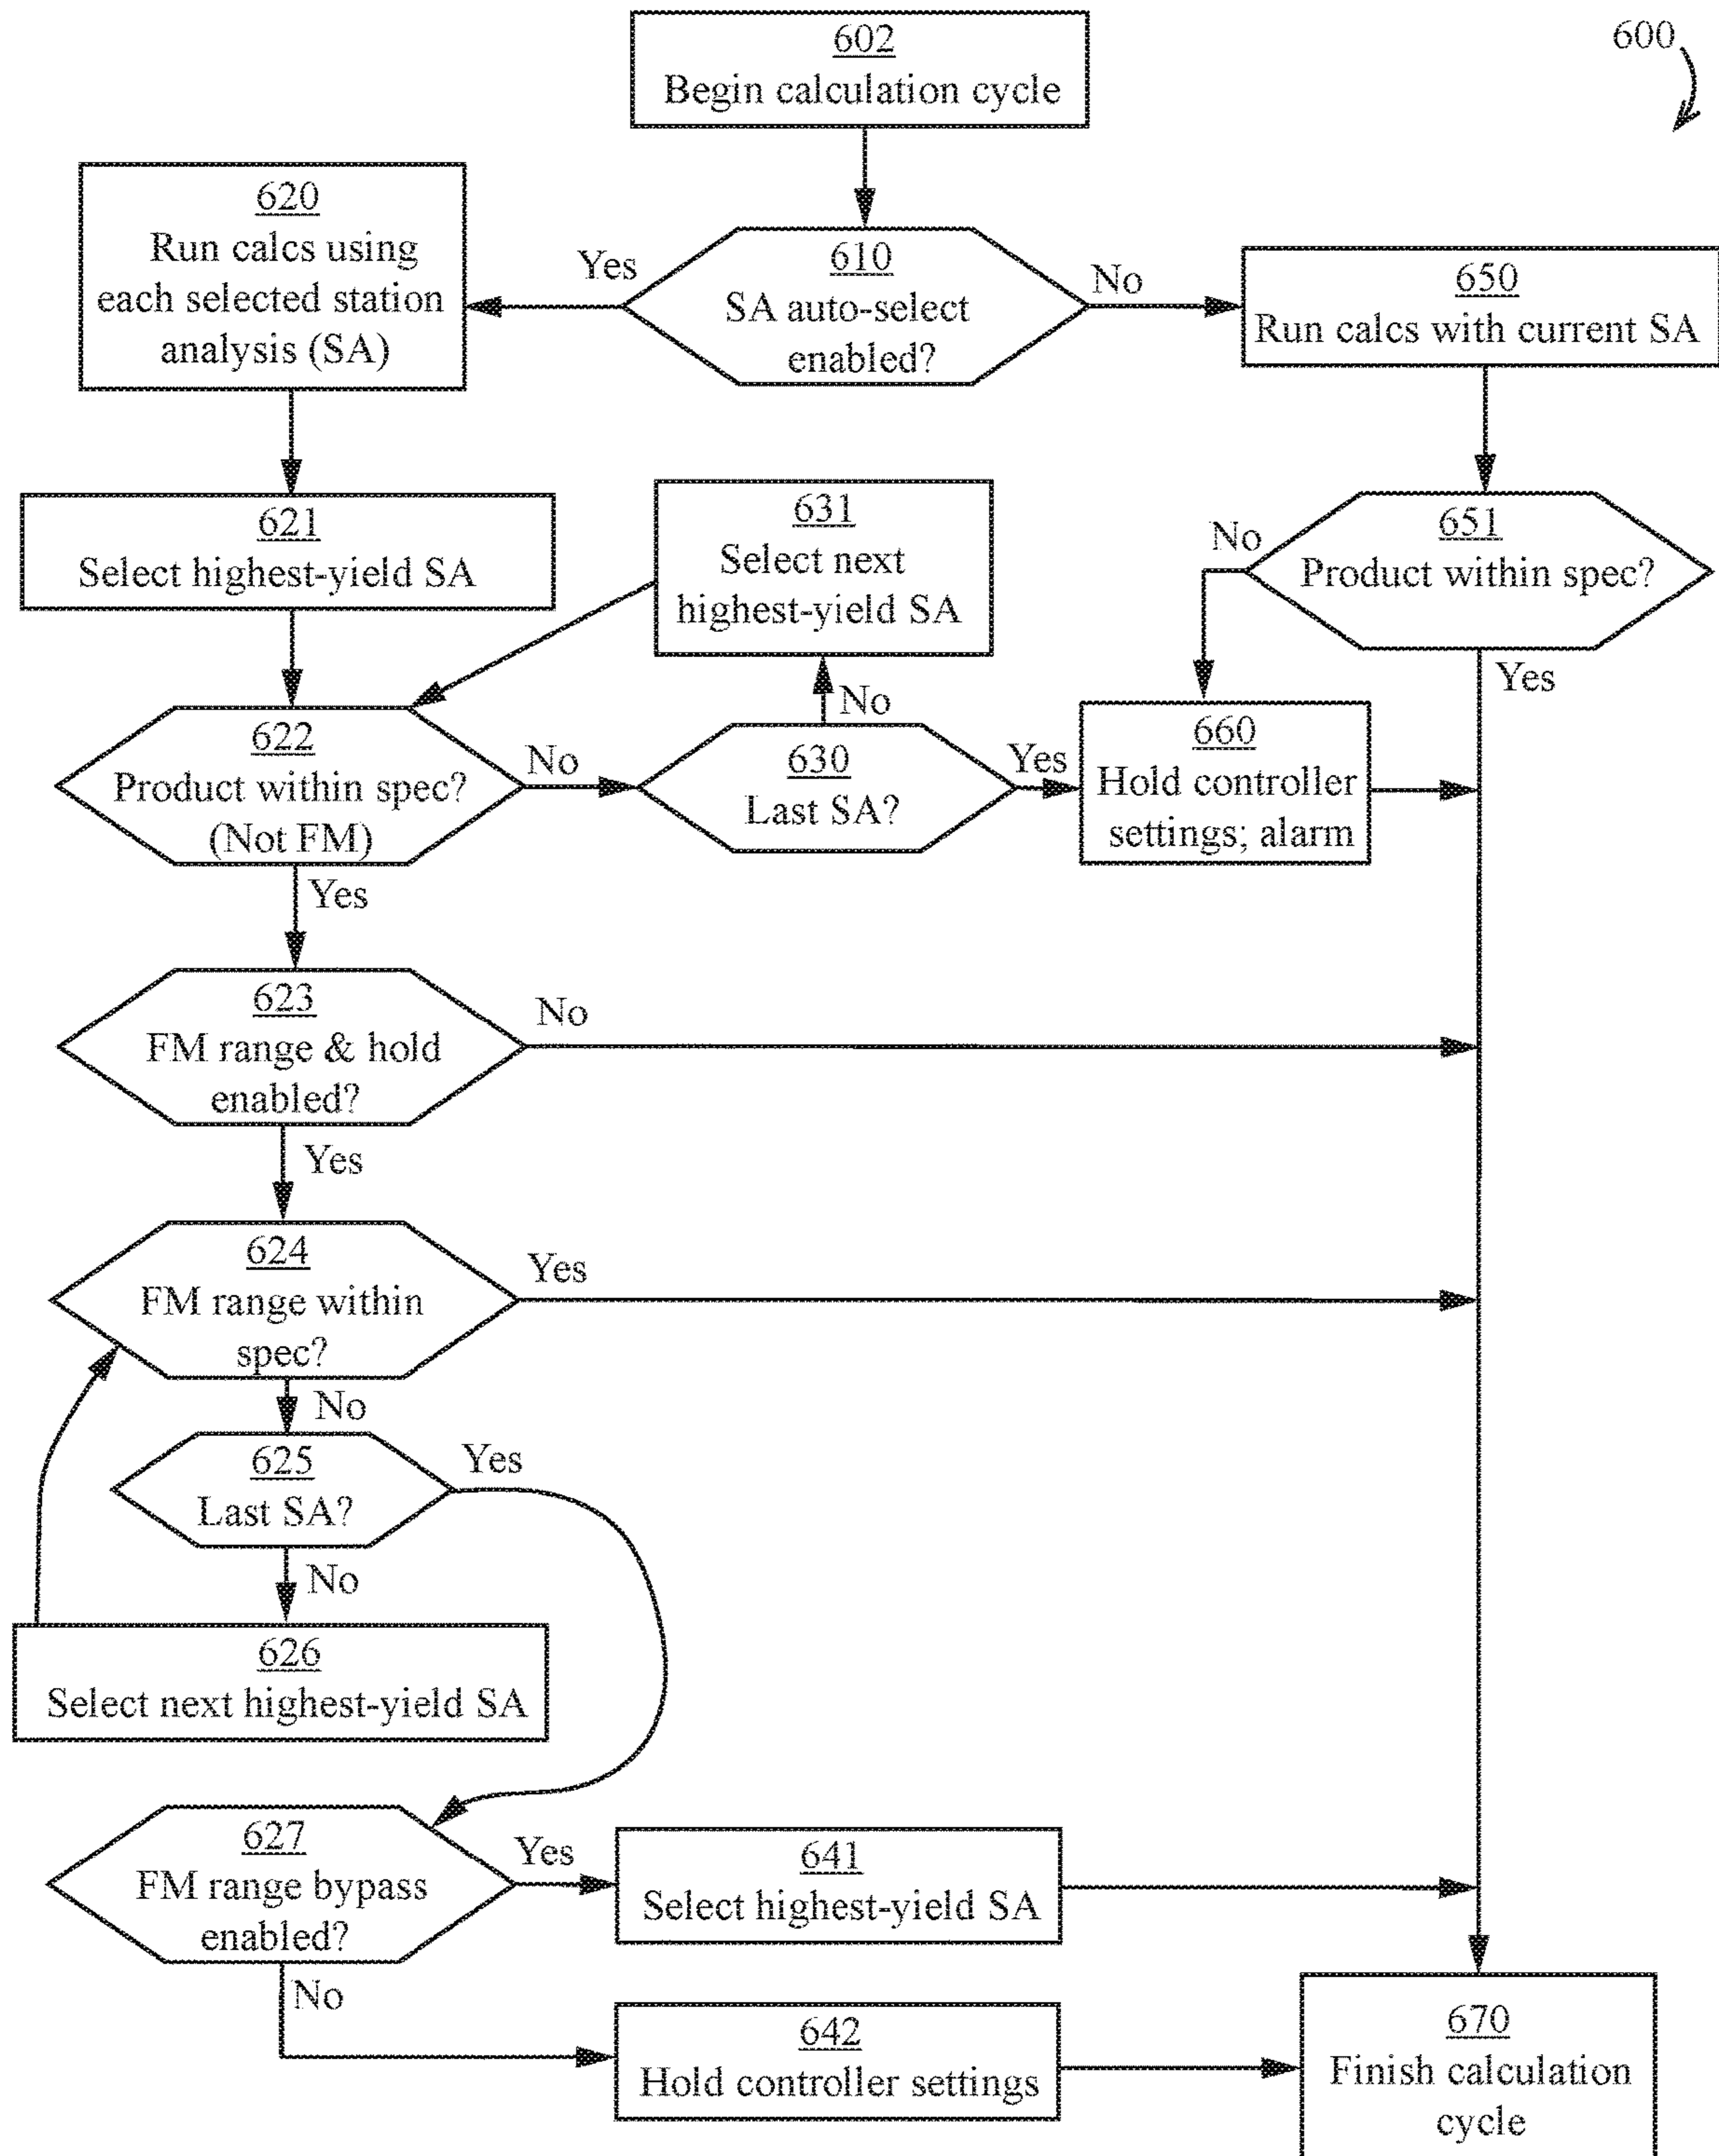 600
602
Begin calculation cycle
620
Run calcs using
each selected station
analysis (SA)
Yes
610
SA auto-select
enabled?
No
650
Run calcs with current SA
621
Select highest-yield SA
631
Select next
highest-yield SA
No
651
Product within spec?
Yes
622
Product within spec?
(Not FM)
No
No
630
Last SA?
Yes
660
Hold controller
settings; alarm
Yes
623
FM range & hold
enabled?
No
Yes
624
FM range within
spec?
Yes
No
625
Last SA?
Yes
No
626
Select next highest-yield SA
627
FM range bypass
enabled?
Yes
641
Select highest-yield SA
No
642
Hold controller settings
670
Finish calculation
cycle